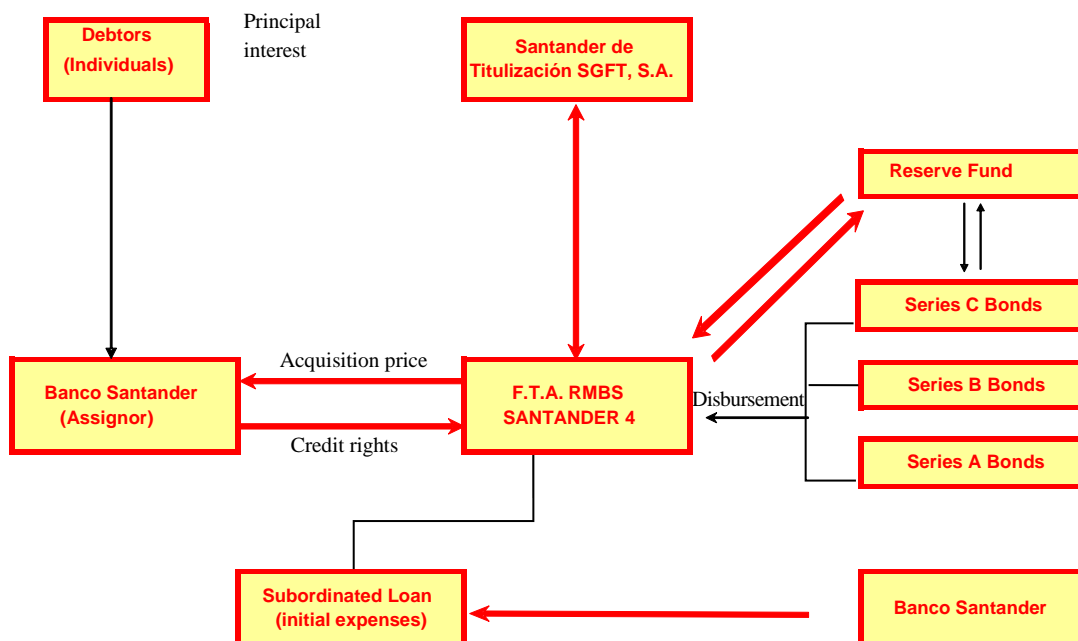 Debtors
(Individuals)
Principal
interest
Santander de
Titulización SGFT, S.A.
Reserve Fund
Series C Bonds
Acquisition price
Banco Santander
(Assignor)
F.T.A. RMBS
SANTANDER 4
Disbursement
Series B Bonds
Credit rights
Series A Bonds
Subordinated Loan
(initial expenses)
Banco Santander